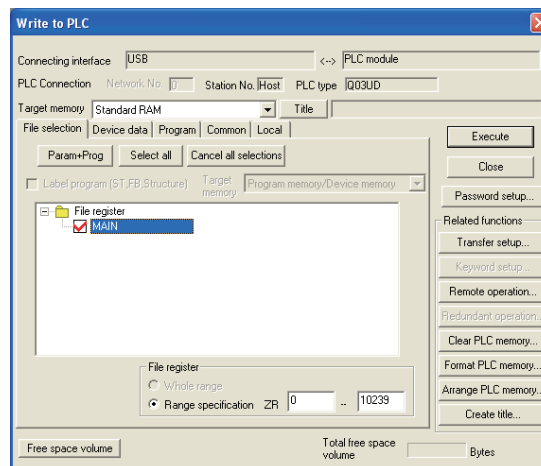 Write to PLC
Connecting interface USB <--> PLC module
PLC Connection Network No. 0 Station No. Host PLC type Q03UD
Target memory Standard RAM Title
File selection Device data Program Common Local
Param+Prog Select all Cancel all selections
Label program (ST,FB,Structure) Target memory Program memory/Device memory
File register
MAIN
File register
Whole range
Range specification ZR 0 .. 10239
Free space volume Total free space volume Bytes
Execute
Close
Password setup...
Related functions
Transfer setup...
Keyword setup...
Remote operation...
Redundant operation..
Clear PLC memory...
Format PLC memory...
Arrange PLC memory...
Create title...